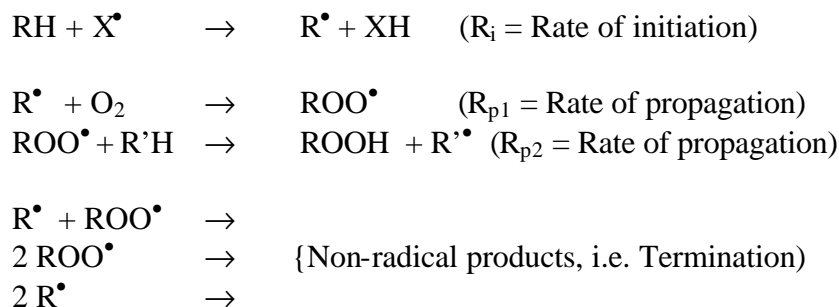 RH + X• → R• + XH (Rᵢ = Rate of initiation)
R• + O₂ → ROO• (Rₚ₁ = Rate of propagation)
ROO• + R’H → ROOH + R’• (Rₚ₂ = Rate of propagation)
R• + ROO• →
2 ROO• → {Non-radical products, i.e. Termination)
2 R• →